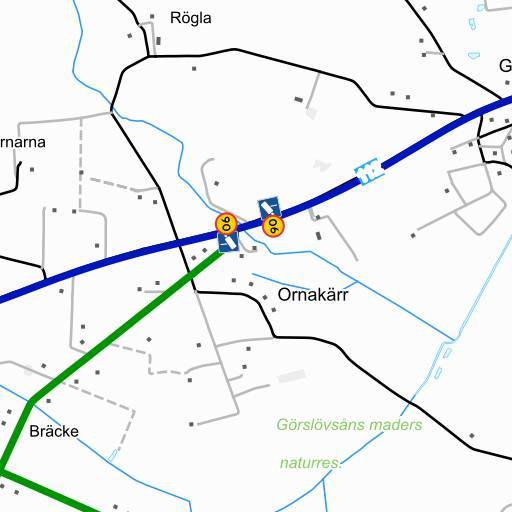 Rögla
G
rnarna
90
90
Ornakärr
Bräcke
Görslövsåns maders
naturres.